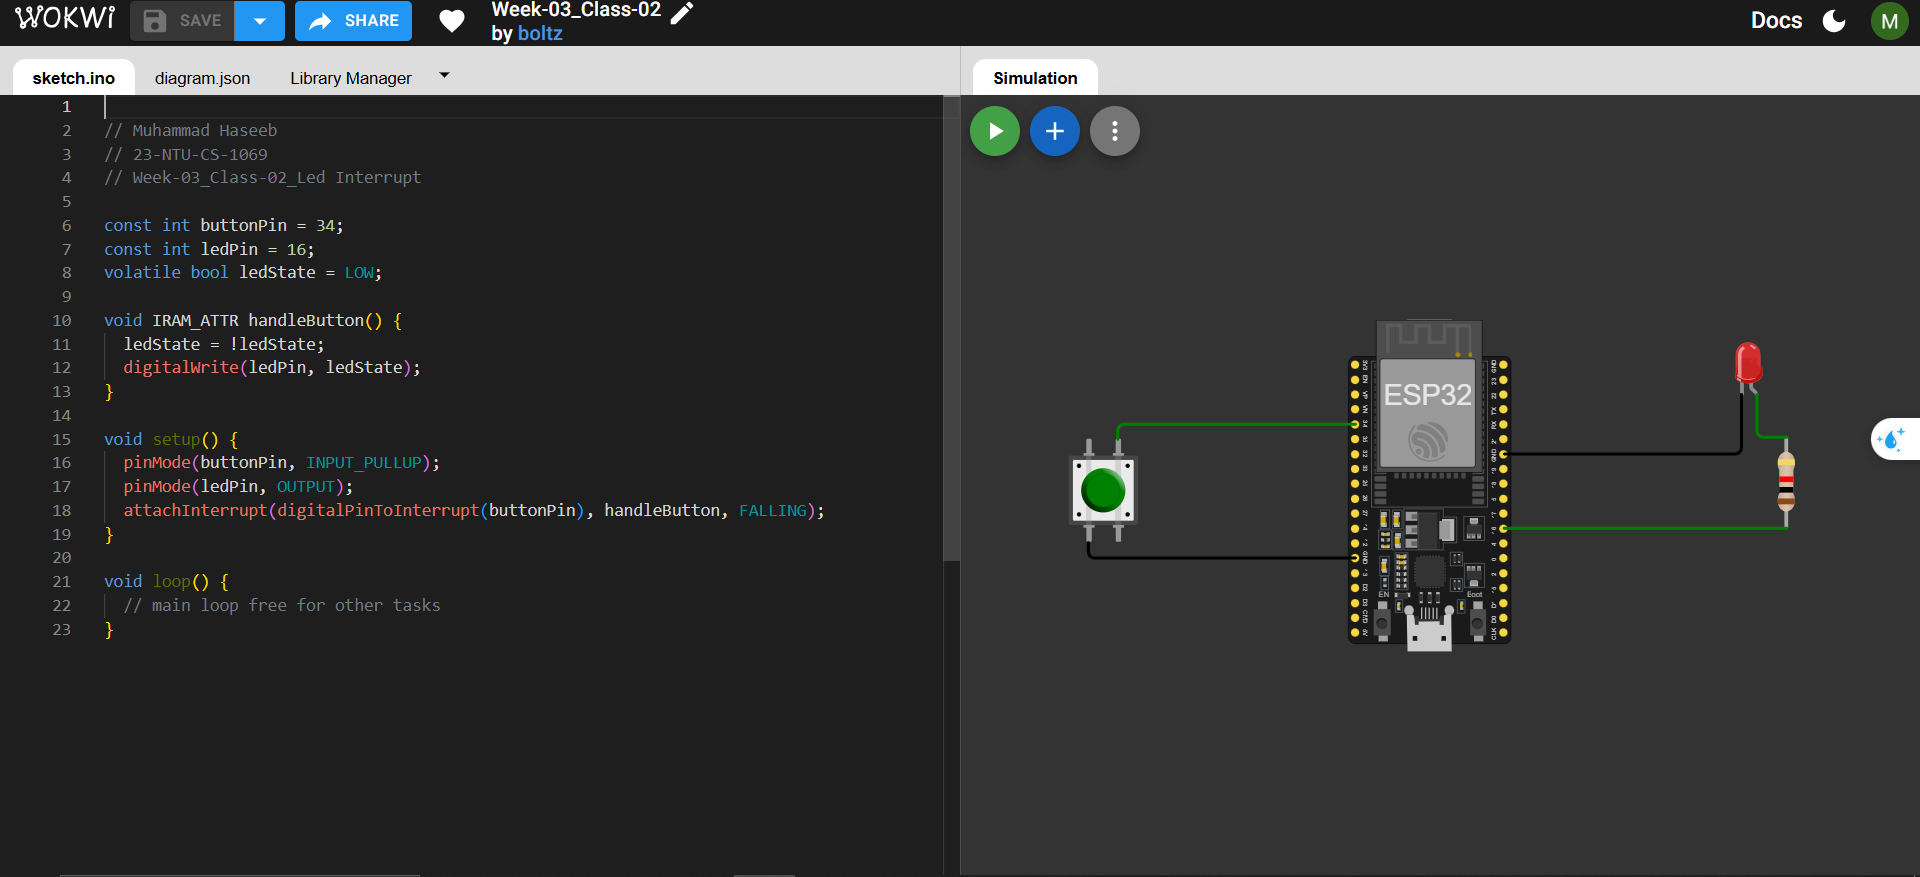 WOKWi
SAVE
SHARE
Week-03_Class-02
by boltz
Docs
M
sketch.ino
diagram.json
Library Manager
Simulation
1
2 // Muhammad Haseeb
3 // 23-NTU-CS-1069
4 // Week-03_Class-02_Led Interrupt
5
6 const int buttonPin = 34;
7 const int ledPin = 16;
8 volatile bool ledState = LOW;
9
10 void IRAM_ATTR handleButton() {
11 ledState = !ledState;
12 digitalWrite(ledPin, ledState);
13 }
14
15 void setup() {
16 pinMode(buttonPin, INPUT_PULLUP);
17 pinMode(ledPin, OUTPUT);
18 attachInterrupt(digitalPinToInterrupt(buttonPin), handleButton, FALLING);
19 }
20
21 void loop() {
22 // main loop free for other tasks
23 }
ESP32
EN
Boot